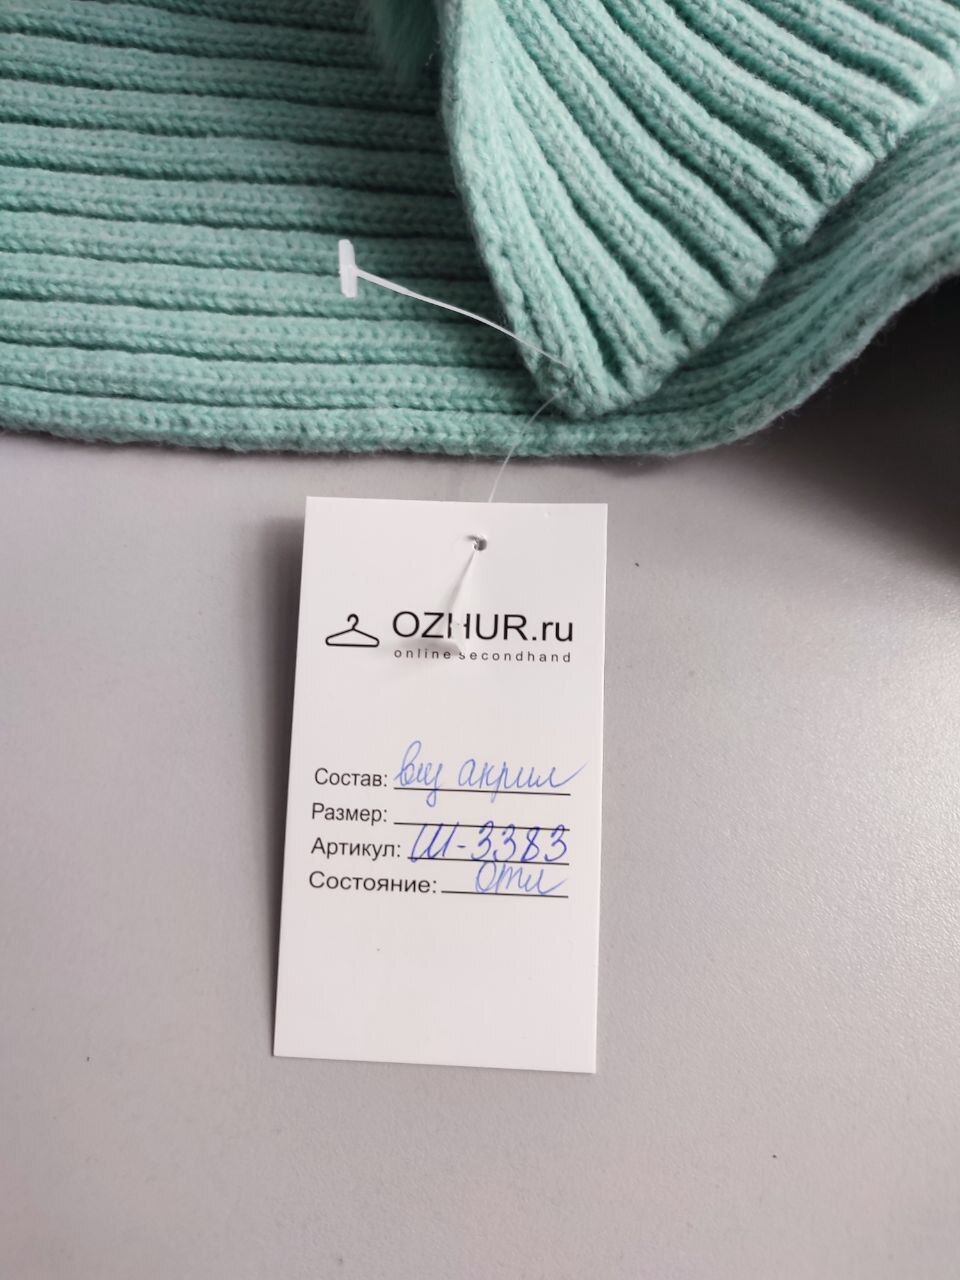 OZHUR.ru
online secondhand
Состав: виз акрил
Размер:
Артикул: Ш-3383
Состояние: отл